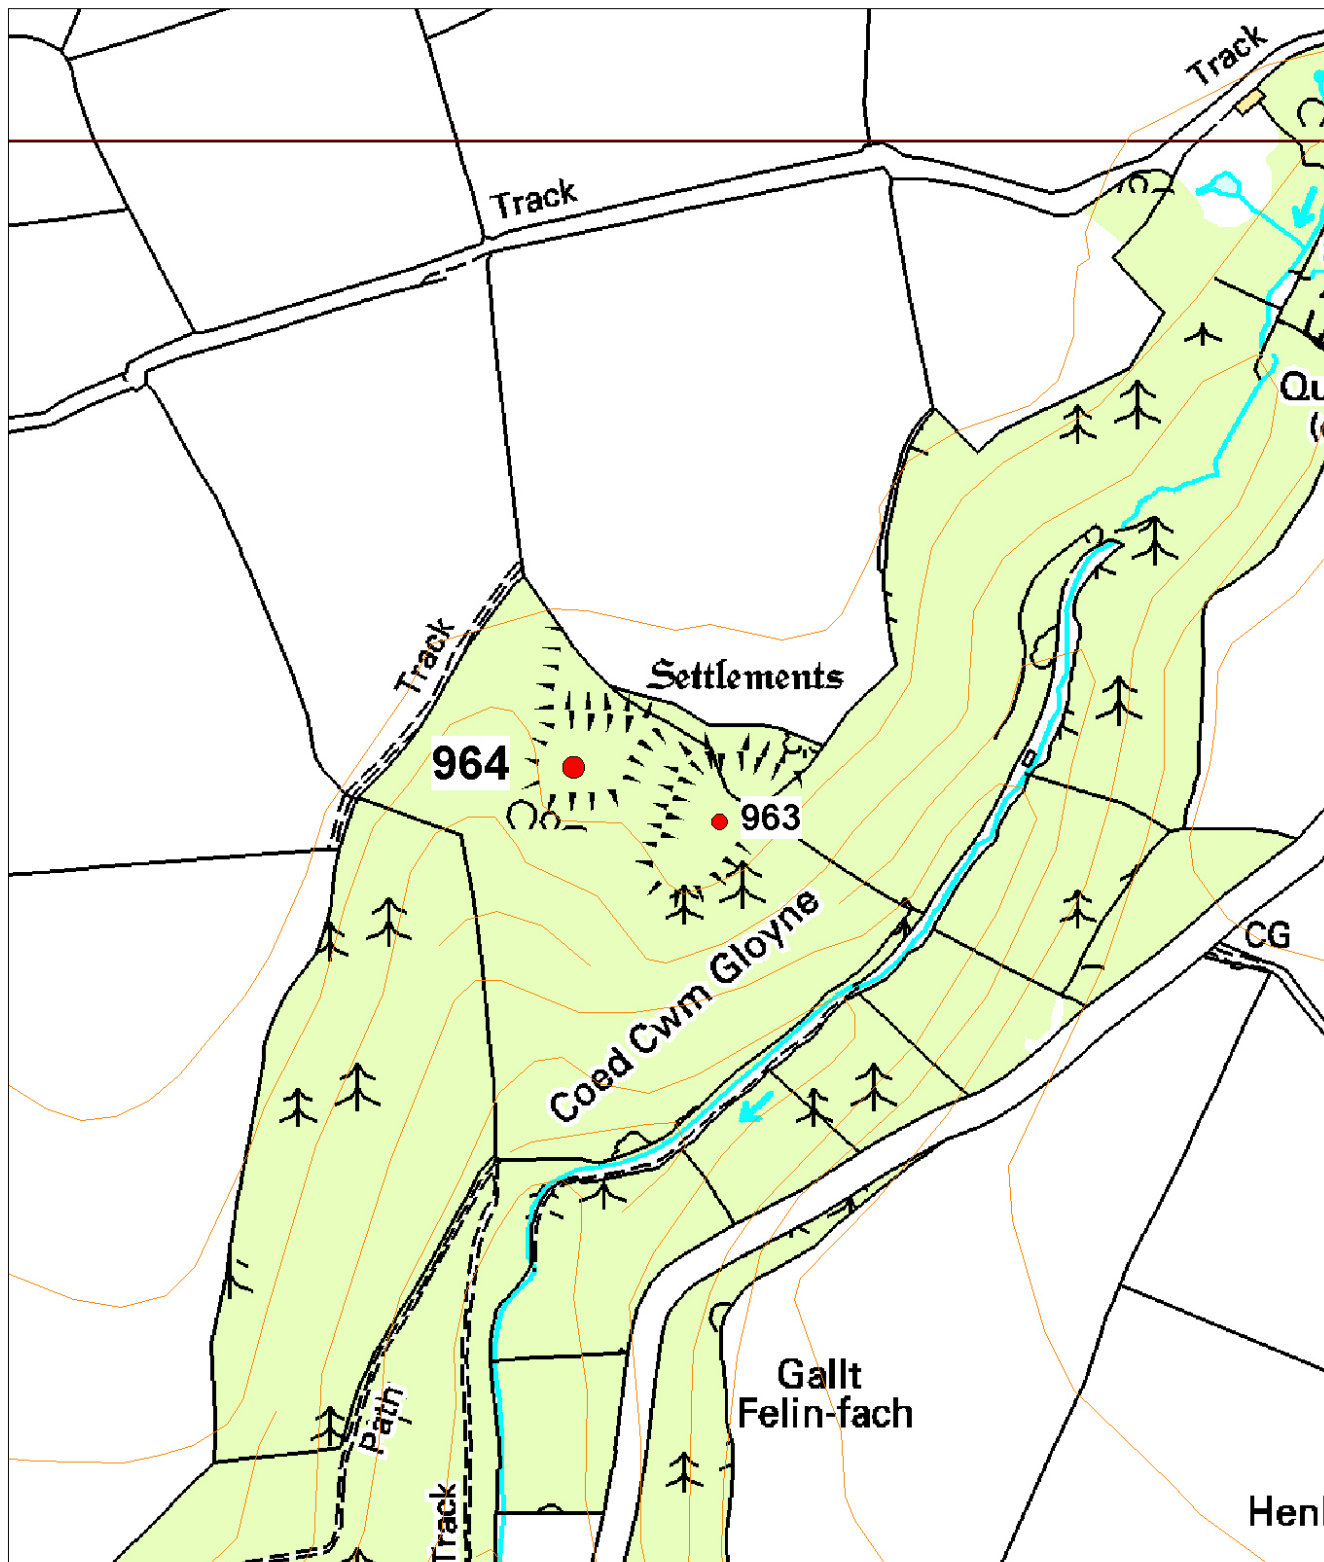 Track
Track
Settlements
Track
964
963
Coed Cwm Gloyne
CG
Gallt
Felin-fach
Path
Track